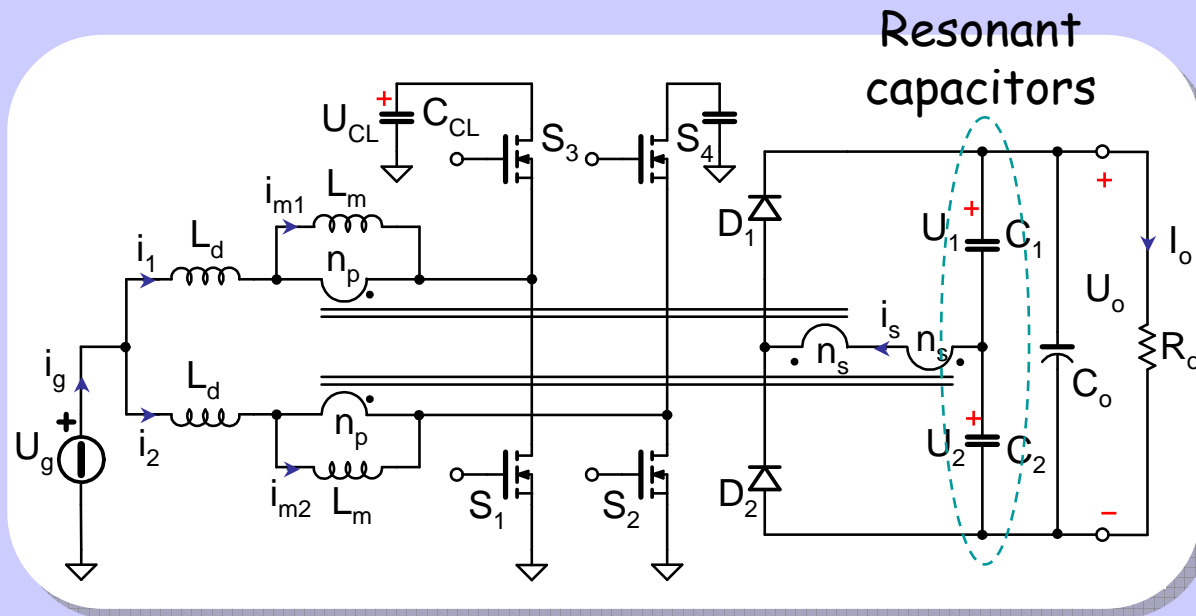 Resonant
capacitors
+
U_CL C_CL
S_3
S_4
i_m1 L_m
L_d
i_1
n_p
D_1
+
U_1 C_1
+
I_o
U_o
i_s
n_s
n_s
R_o
C_o
i_g
L_d
+
U_g
i_2
n_p
i_m2 L_m
S_1
S_2
D_2
+
U_2 C_2
−